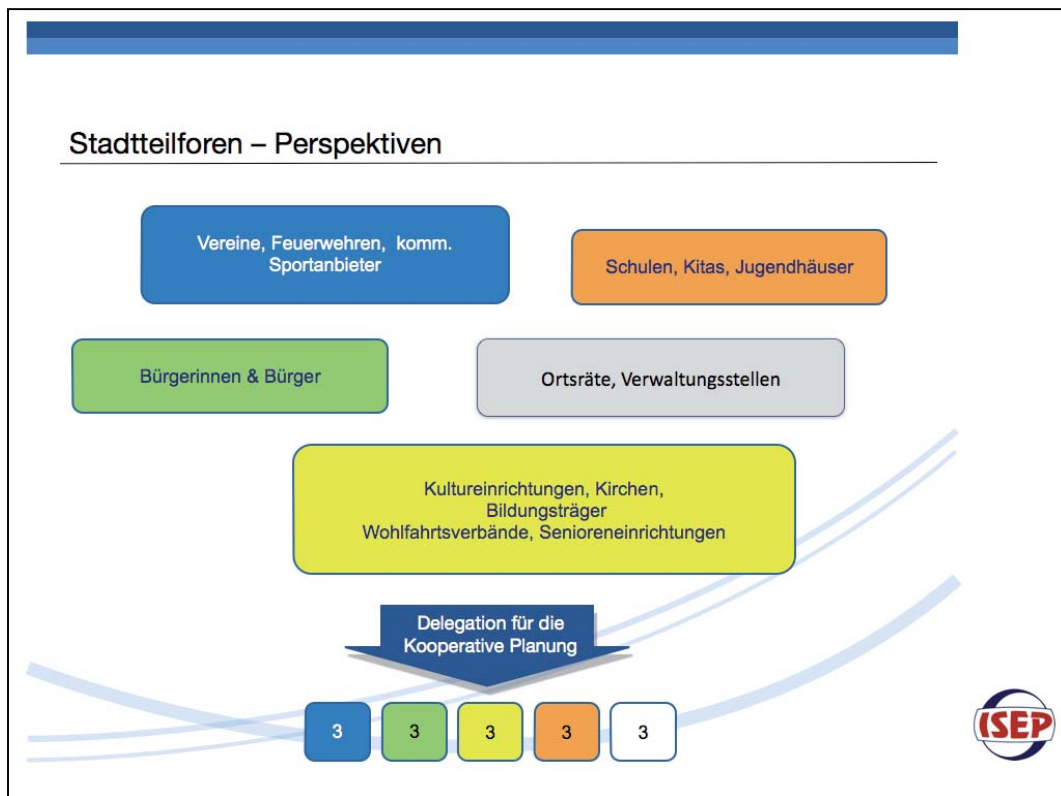 Stadtteilforen – Perspektiven
Vereine, Feuerwehren, komm.
Sportanbieter
Schulen, Kitas, Jugendhäuser
Bürgerinnen & Bürger
Ortsräte, Verwaltungsstellen
Kultureinrichtungen, Kirchen,
Bildungsträger
Wohlfahrtsverbände, Senioreneinrichtungen
Delegation für die
Kooperative Planung
3 3 3 3 3
ISEP